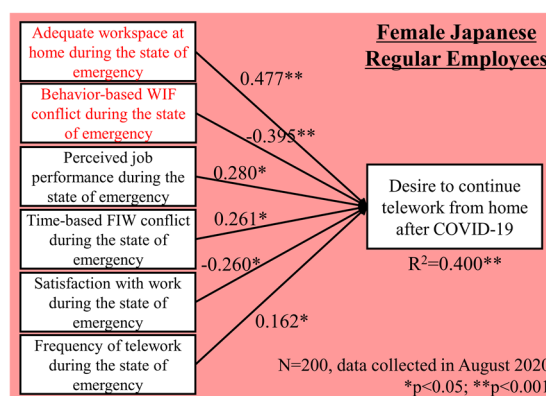 Female Japanese
Regular Employees
Adequate workspace at
home during the state of
emergency
0.477**
Behavior-based WIF
conflict during the state
of emergency
-0.395**
Perceived job
performance during the
state of emergency
0.280*
Time-based FIW conflict
during the state of
emergency
0.261*
Satisfaction with work
during the state of
emergency
-0.260*
Frequency of telework
during the state of
emergency
0.162*
Desire to continue
telework from home
after COVID-19
R²=0.400**
N=200, data collected in August 2020
*p<0.05; **p<0.001